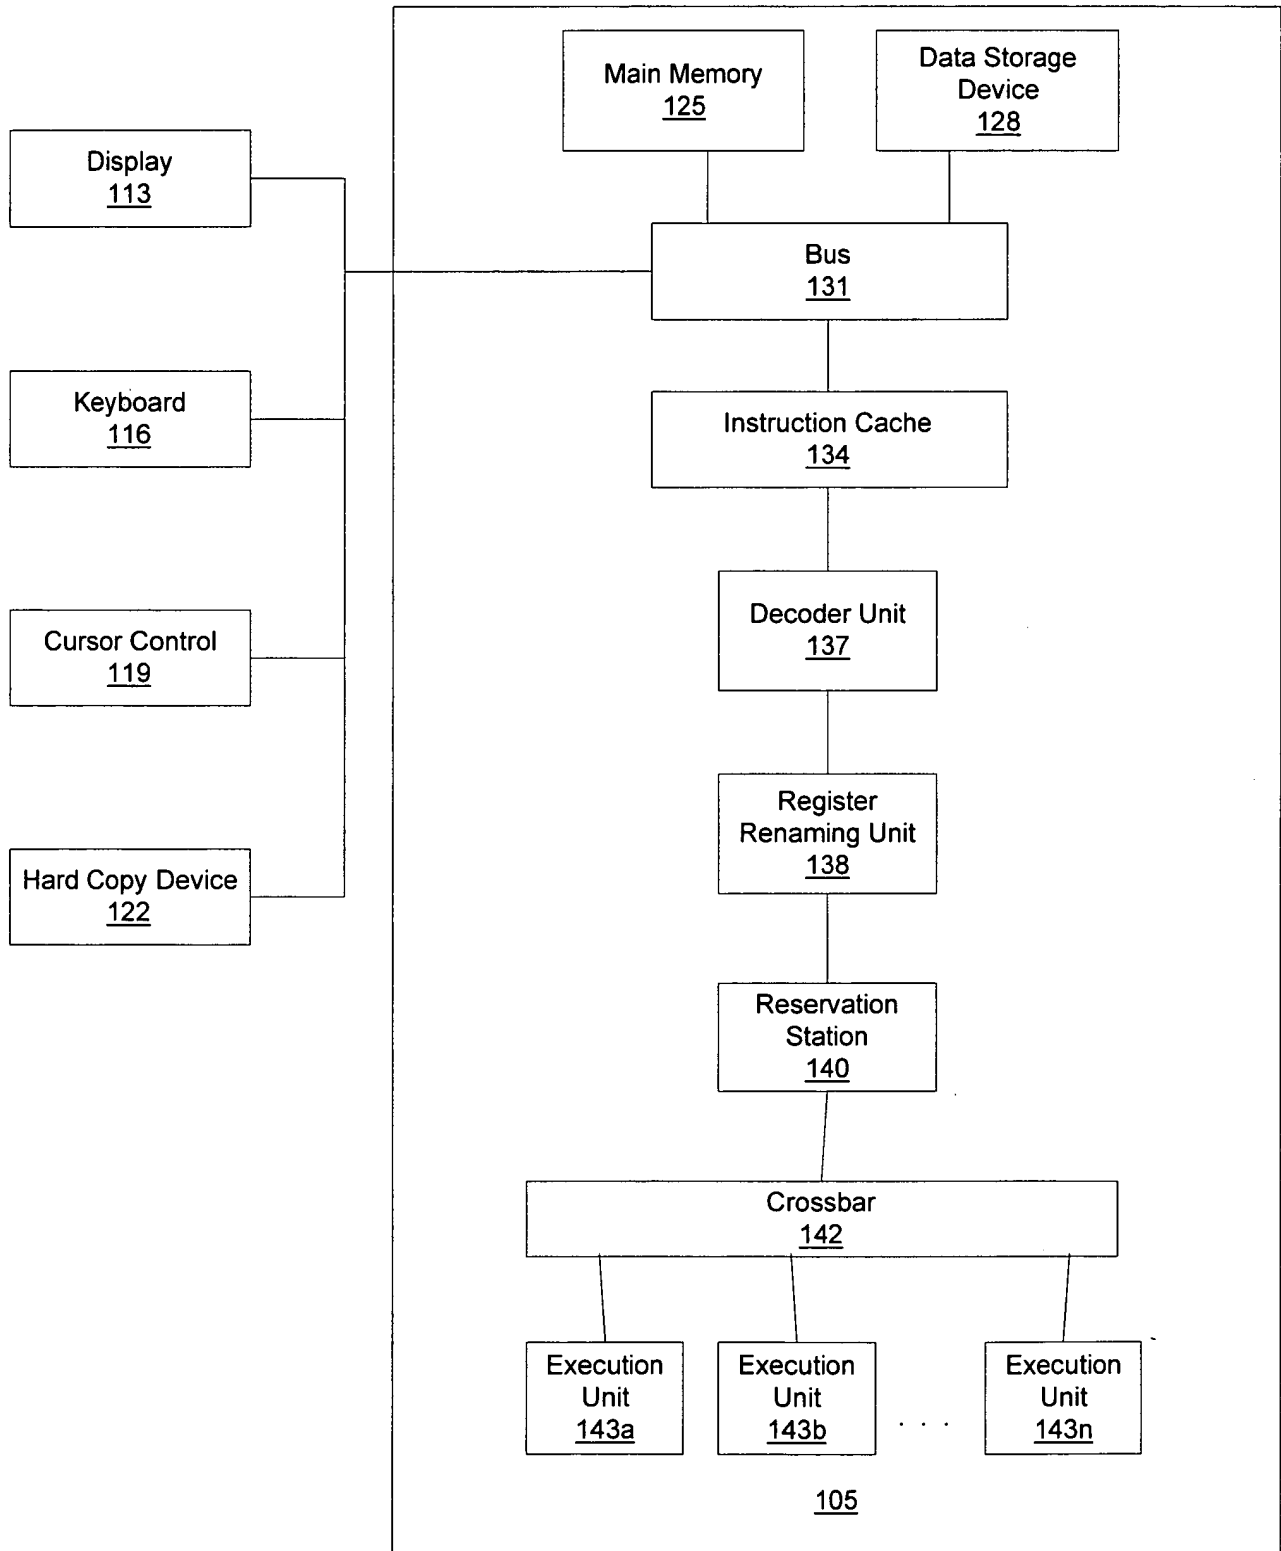 Main Memory
125
Data Storage
Device
128
Display
113
Bus
131
Keyboard
116
Instruction Cache
134
Decoder Unit
137
Cursor Control
119
Register
Renaming Unit
138
Hard Copy Device
122
Reservation
Station
140
Crossbar
142
Execution
Unit
143a
Execution
Unit
143b
. . .
Execution
Unit
143n
105